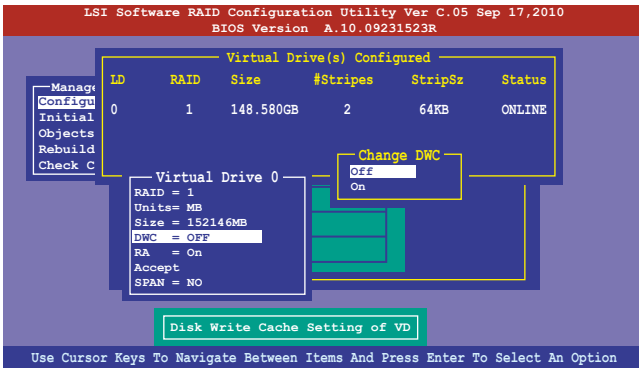 LSI Software RAID Configuration Utility Ver C.05 Sep 17,2010
BIOS Version A.10.09231523R
Virtual Drive(s) Configured
LD RAID Size #Stripes StripSz Status
0 1 148.580GB 2 64KB ONLINE
Manage
Configu
Initial
Objects
Rebuild
Check C
Change DWC
Off
On
Virtual Drive 0
RAID = 1
Units= MB
Size = 152146MB
DWC = OFF
RA = On
Accept
SPAN = NO
Disk Write Cache Setting of VD
Use Cursor Keys To Navigate Between Items And Press Enter To Select An Option